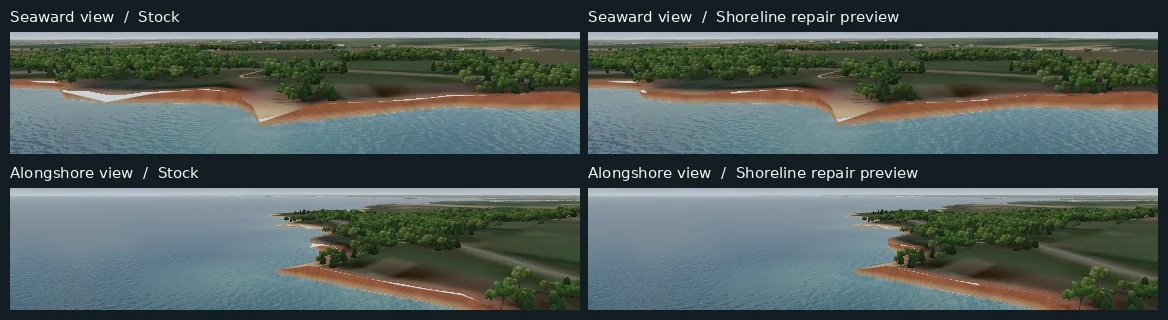 Seaward view / Stock
Seaward view / Shoreline repair preview
Alongshore view / Stock
Alongshore view / Shoreline repair preview